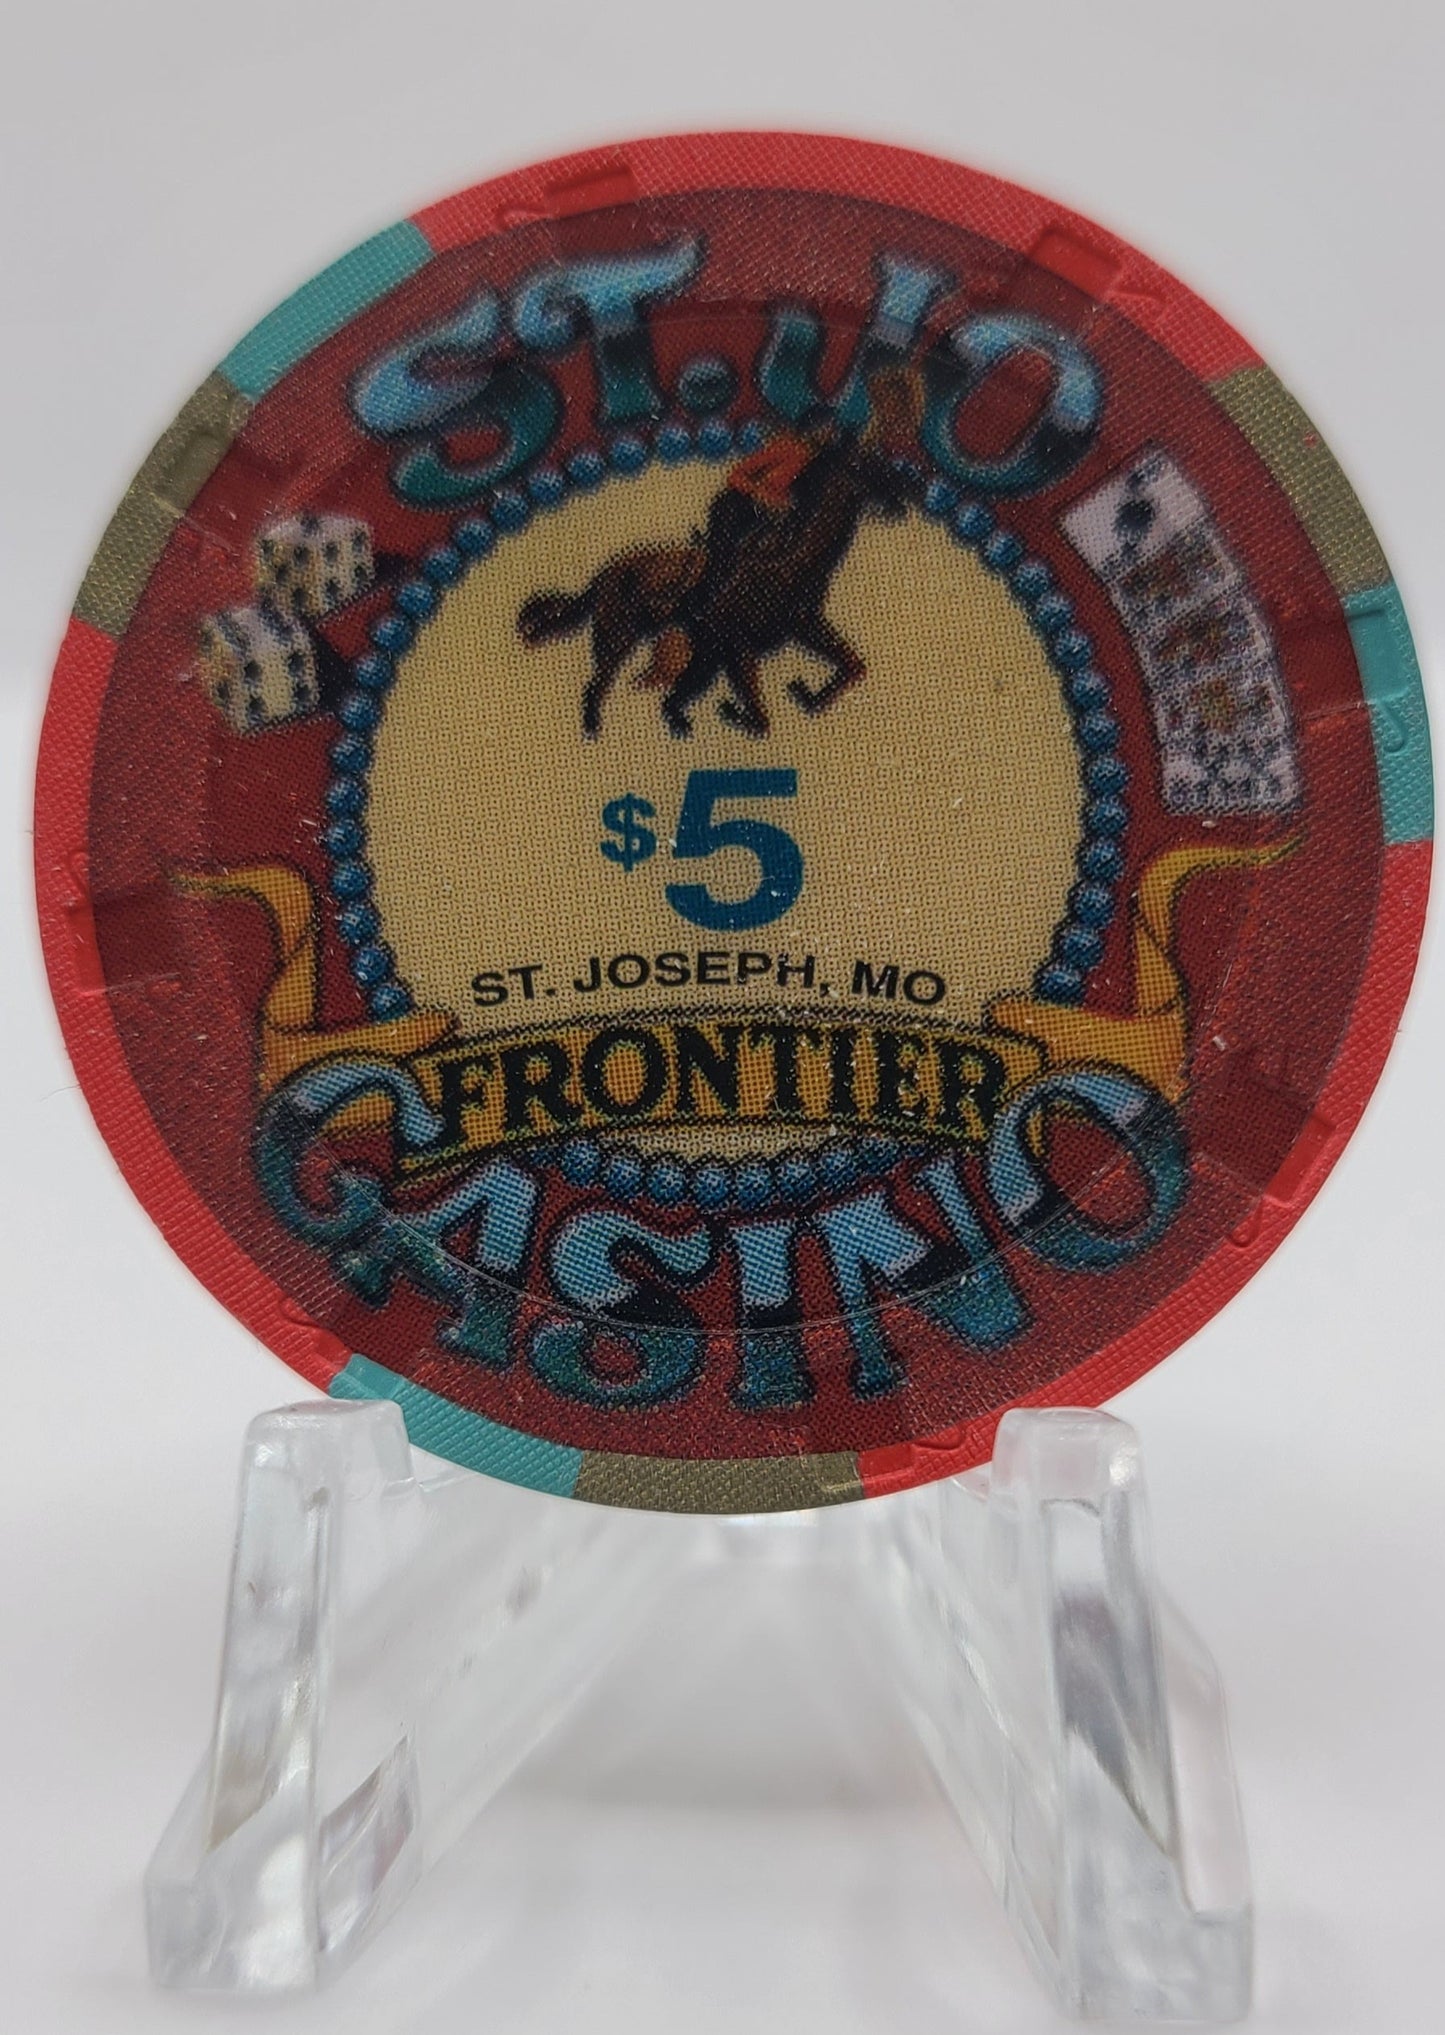 ST. JO
$5
ST. JOSEPH, MO
FRONTIER
CASINO